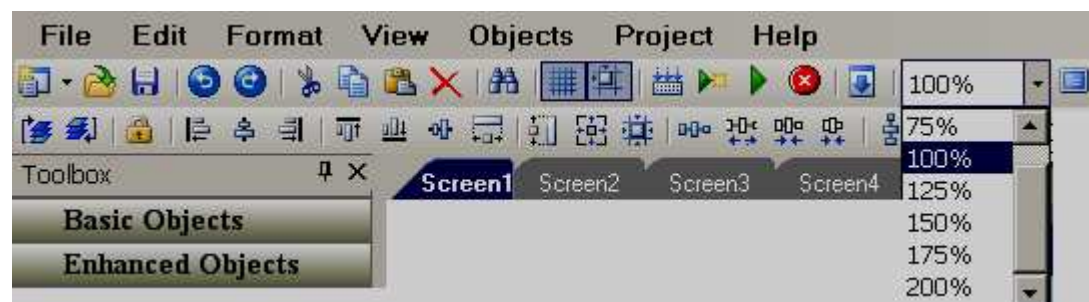 File Edit Format View Objects Project Help
100%
75%
Toolbox
Screen1 Screen2 Screen3 Screen4
100%
125%
Basic Objects
150%
Enhanced Objects
175%
200%